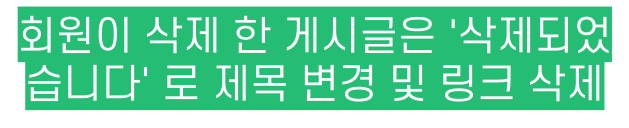 회원이 삭제 한 게시글은 '삭제되었
습니다' 로 제목 변경 및 링크 삭제